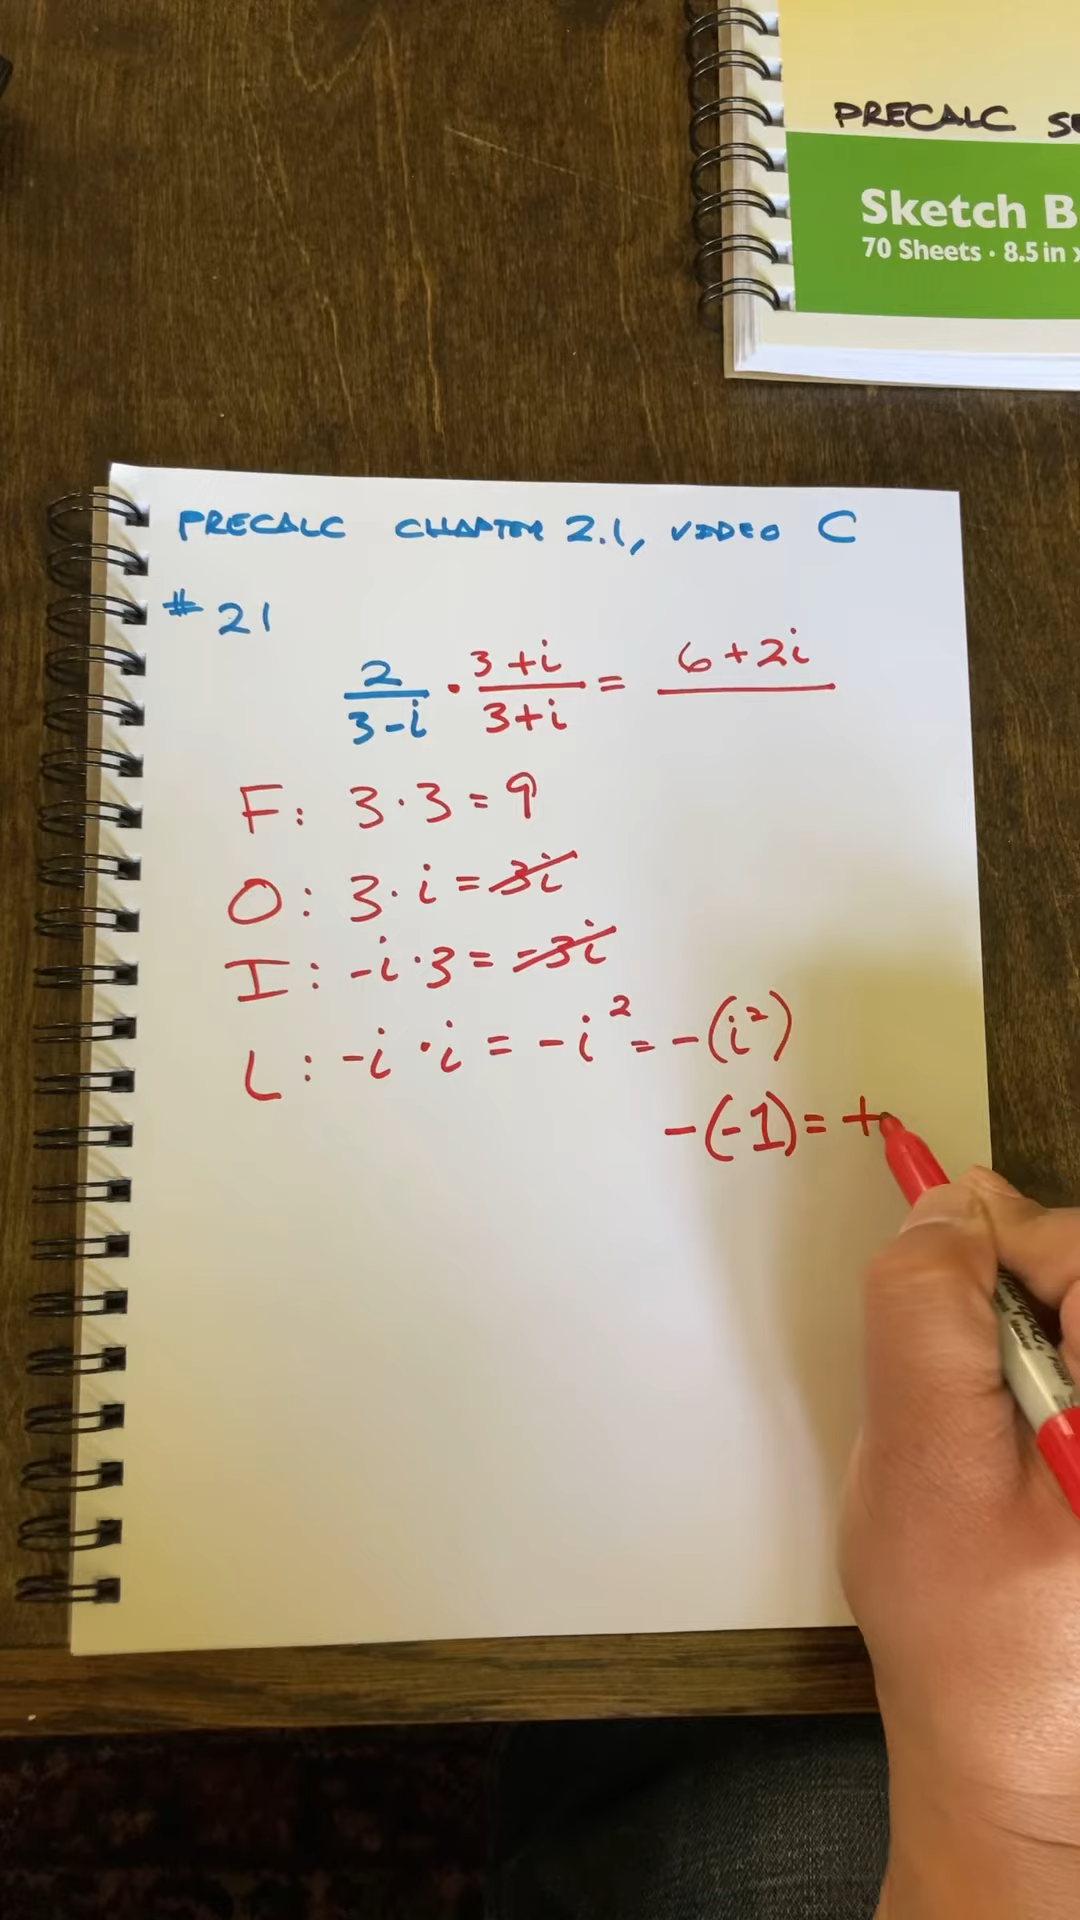 PRECALC SE
Sketch B
70 Sheets · 8.5 in x
PRECALC CHAPTER 2.1, VIDEO C
# 21
2/(3-i) · (3+i)/(3+i) = 6+2i
F: 3·3=9
O: 3·i=3i
I: -i·3=-3i
L: -i·i=-i²=-(i²)
-(-1)=+